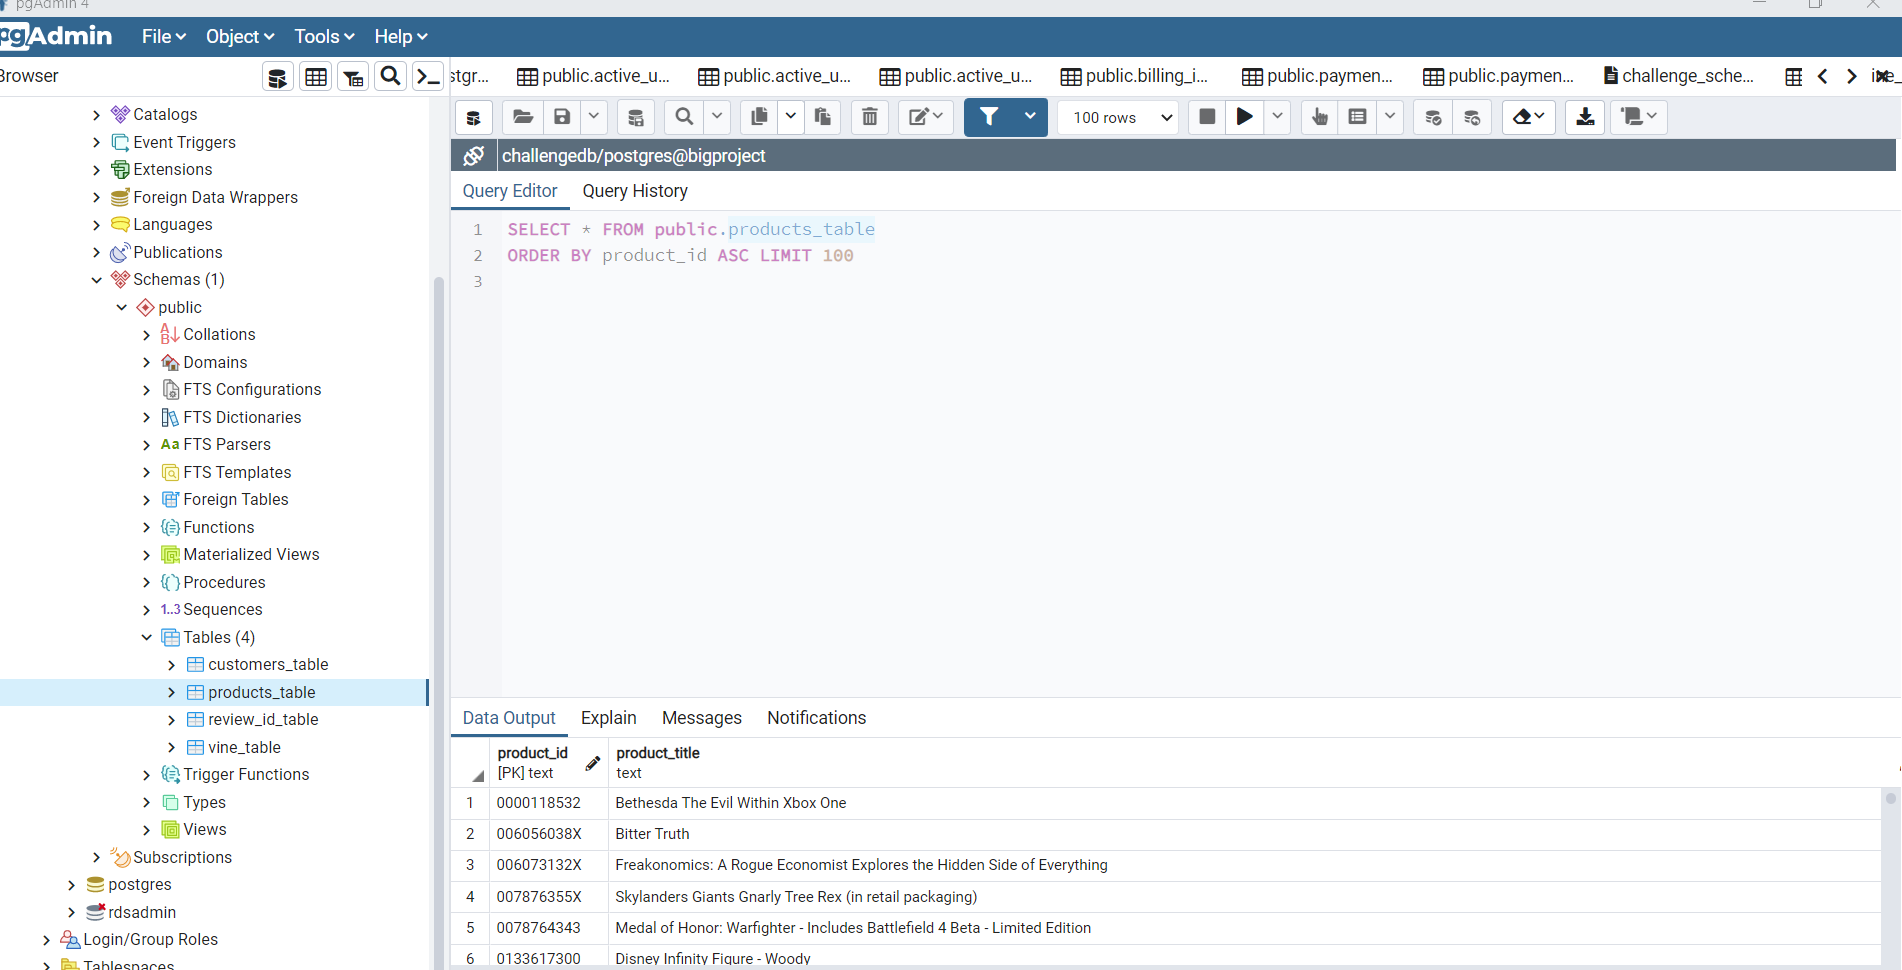 pgAdmin 4
pgAdmin File Object Tools Help
Browser
stgr... public.active_u... public.active_u... public.active_u... public.billing_i... public.paymen... public.paymen... challenge_sche...
100 rows
challengedb/postgres@bigproject
Query Editor Query History
1 SELECT * FROM public.products_table
2 ORDER BY product_id ASC LIMIT 100
3
Catalogs
Event Triggers
Extensions
Foreign Data Wrappers
Languages
Publications
Schemas (1)
public
Collations
Domains
FTS Configurations
FTS Dictionaries
Aa FTS Parsers
FTS Templates
Foreign Tables
Functions
Materialized Views
Procedures
1..3 Sequences
Tables (4)
customers_table
products_table
review_id_table
vine_table
Trigger Functions
Types
Views
Subscriptions
postgres
rdsadmin
Login/Group Roles
Tablespaces
Data Output Explain Messages Notifications
product_id product_title
[PK] text text
1 0000118532 Bethesda The Evil Within Xbox One
2 006056038X Bitter Truth
3 006073132X Freakonomics: A Rogue Economist Explores the Hidden Side of Everything
4 007876355X Skylanders Giants Gnarly Tree Rex (in retail packaging)
5 0078764343 Medal of Honor: Warfighter - Includes Battlefield 4 Beta - Limited Edition
6 0133617300 Disney Infinity Figure - Woody